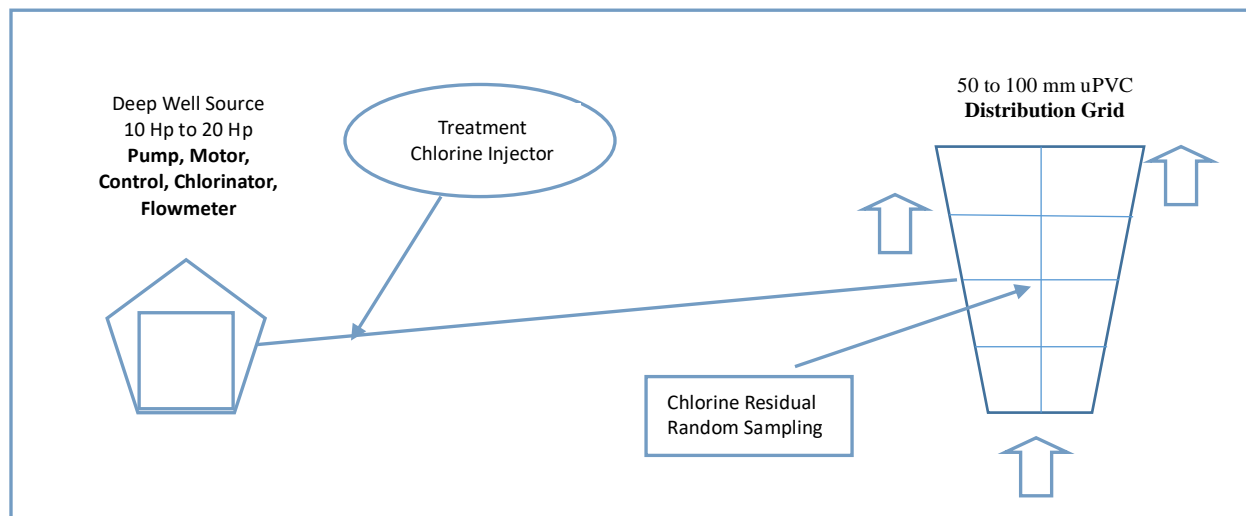 Deep Well Source
10 Hp to 20 Hp
Pump, Motor,
Control, Chlorinator,
Flowmeter
Treatment
Chlorine Injector
50 to 100 mm uPVC
Distribution Grid
Chlorine Residual
Random Sampling